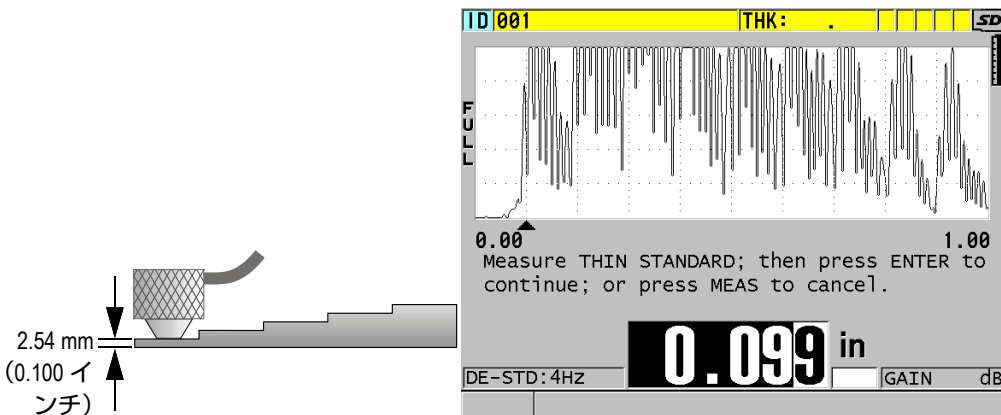 2.54 mm
(0.100 イ
ンチ)
ID 001 THK: . SD
FULL
0.00 1.00
Measure THIN STANDARD; then press ENTER to
continue; or press MEAS to cancel.
0.099 in
DE-STD:4Hz GAIN dB